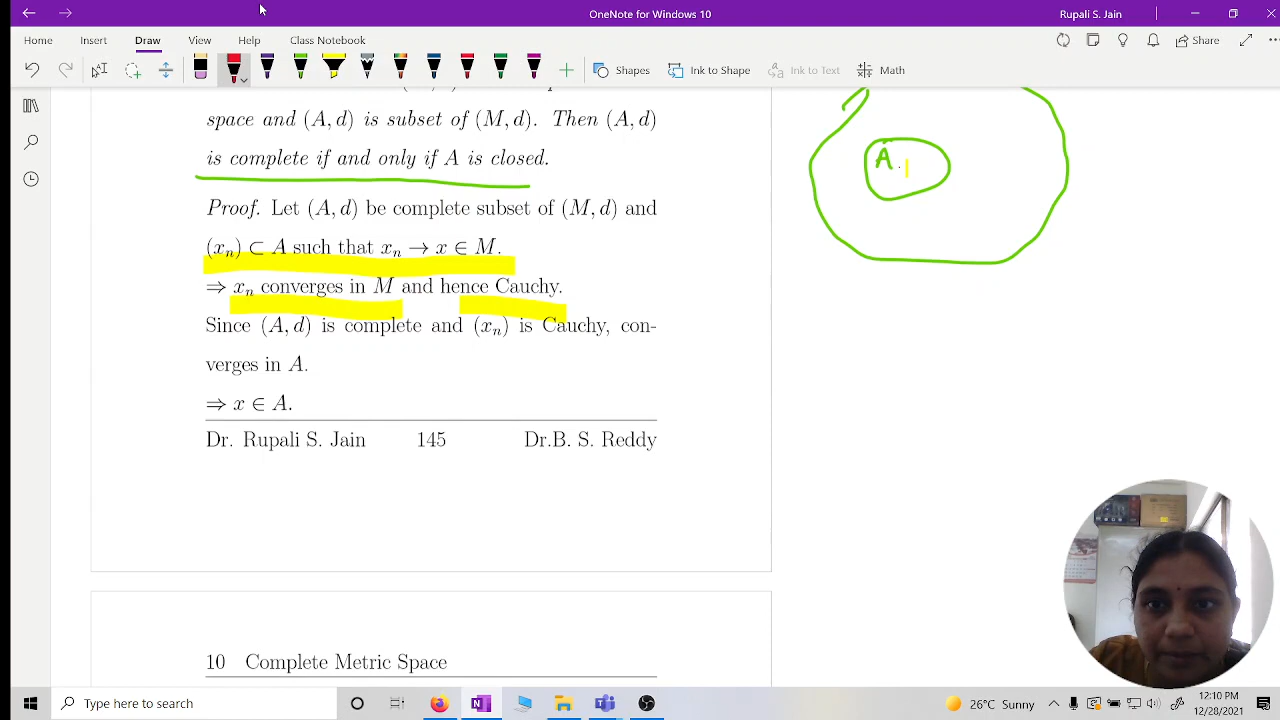 OneNote for Windows 10
Rupali S. Jain
Home Insert Draw View Help Class Notebook
Share
Shapes Ink to Shape Ink to Text Math
space and (A, d) is subset of (M, d). Then (A, d)
is complete if and only if A is closed.
Proof. Let (A, d) be complete subset of (M, d) and
(xₙ) ⊂ A such that xₙ → x ∈ M.
⇒ xₙ converges in M and hence Cauchy.
Since (A, d) is complete and (xₙ) is Cauchy, con-
verges in A.
⇒ x ∈ A.
Dr. Rupali S. Jain 145 Dr.B. S. Reddy
A
10 Complete Metric Space
Type here to search
26°C Sunny
12:10 PM
12/28/2021